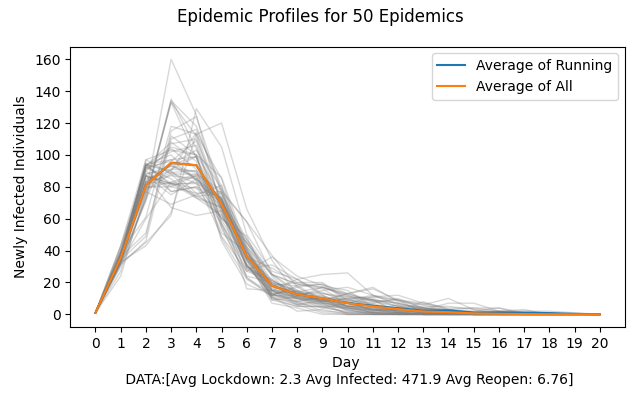 Epidemic Profiles for 50 Epidemics
Newly Infected Individuals
160
140
120
100
80
60
40
20
0
Average of Running
Average of All
0 1 2 3 4 5 6 7 8 9 10 11 12 13 14 15 16 17 18 19 20
Day
DATA:[Avg Lockdown: 2.3 Avg Infected: 471.9 Avg Reopen: 6.76]